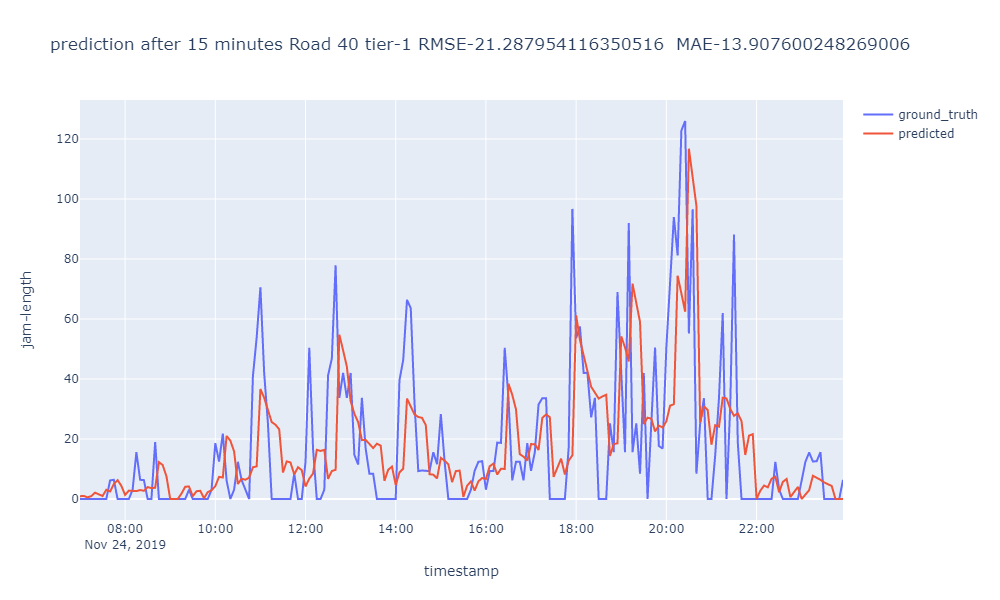 prediction after 15 minutes Road 40 tier-1 RMSE-21.287954116350516  MAE-13.907600248269006
ground_truth
predicted
120
100
80
60
40
20
0
jam-length
08:00 10:00 12:00 14:00 16:00 18:00 20:00 22:00
Nov 24, 2019
timestamp